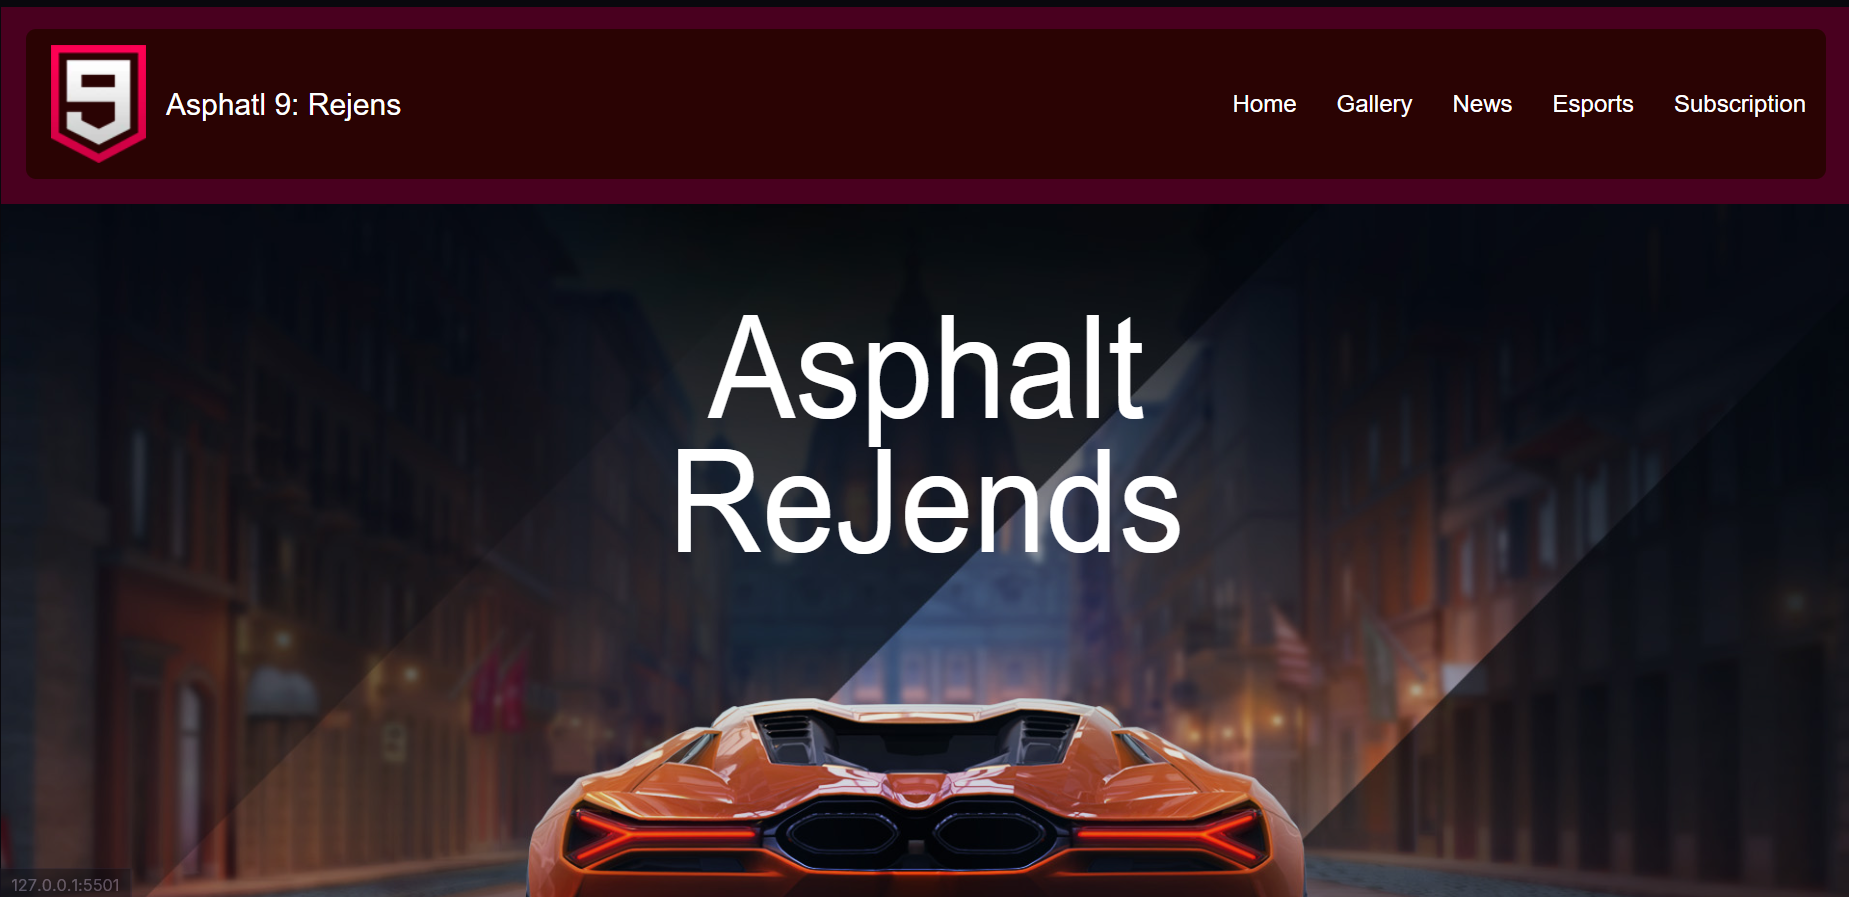 9
Asphatl 9: Rejens
Home Gallery News Esports Subscription
Asphalt
ReJends
127.0.0.1:5501